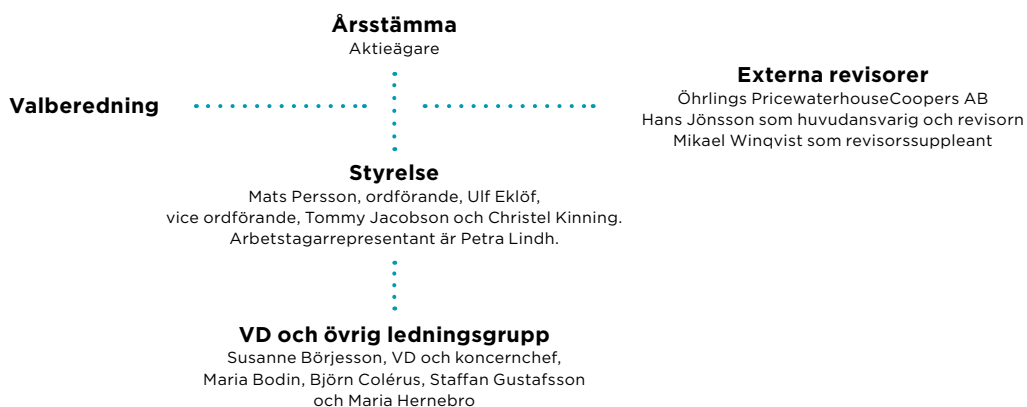 Årsstämma
Aktieägare
Valberedning
Externa revisorer
Öhrlings PricewaterhouseCoopers AB
Hans Jönsson som huvudansvarig och revisorn
Mikael Winqvist som revisorssuppleant
Styrelse
Mats Persson, ordförande, Ulf Eklöf,
vice ordförande, Tommy Jacobson och Christel Kinning.
Arbetstagarrepresentant är Petra Lindh.
VD och övrig ledningsgrupp
Susanne Börjesson, VD och koncernchef,
Maria Bodin, Björn Colérus, Staffan Gustafsson
och Maria Hernebro